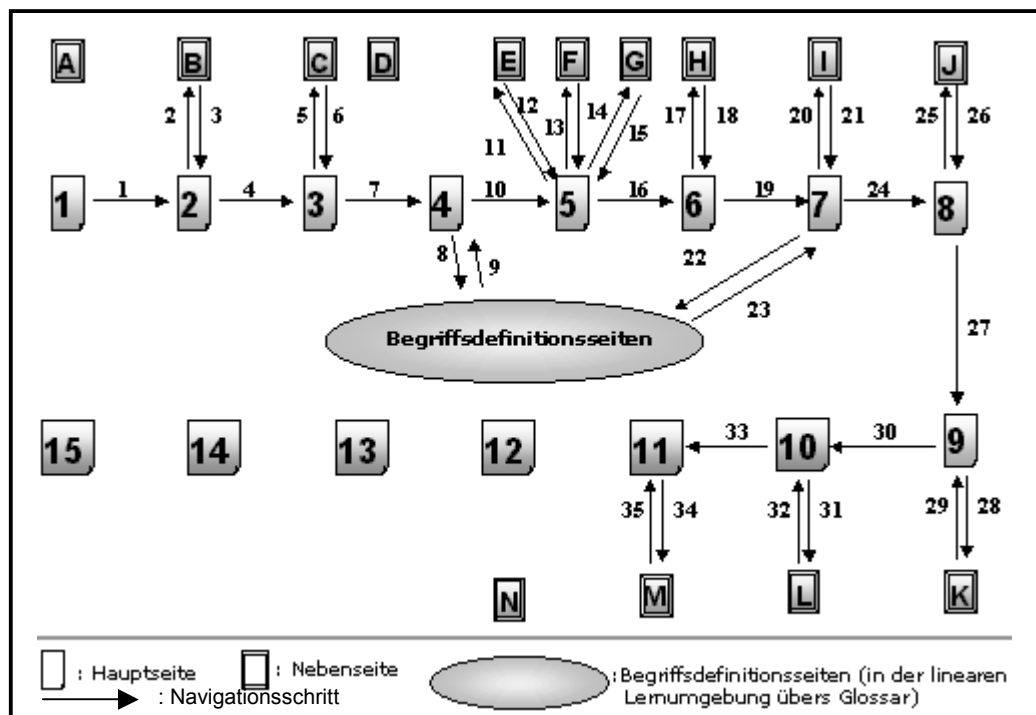 A B C D E F G H I J
2 3 5 6 11 12 13 14 15 17 18 20 21 25 26
1 1 2 4 3 7 4 10 5 16 6 19 7 24 8
8 9 22 23
Begriffsdefinitionsseiten
27
15 14 13 12 11 33 10 30 9
35 34 32 31 29 28
N M L K
: Hauptseite : Nebenseite :Begriffsdefinitionsseiten (in der linearen
: Navigationsschritt Lernumgebung übers Glossar)